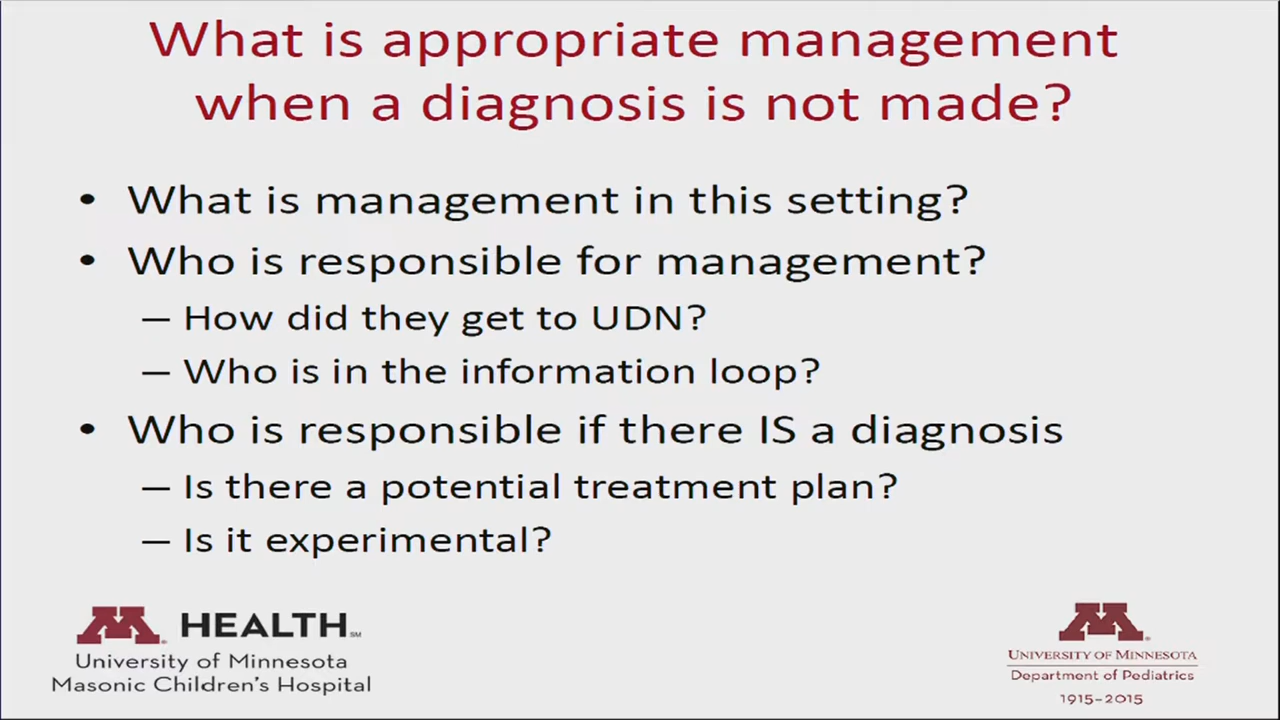 What is appropriate management
when a diagnosis is not made?
• What is management in this setting?
• Who is responsible for management?
– How did they get to UDN?
– Who is in the information loop?
• Who is responsible if there IS a diagnosis
– Is there a potential treatment plan?
– Is it experimental?
M HEALTH SM
University of Minnesota
Masonic Children's Hospital
M
UNIVERSITY OF MINNESOTA
Department of Pediatrics
1915–2015